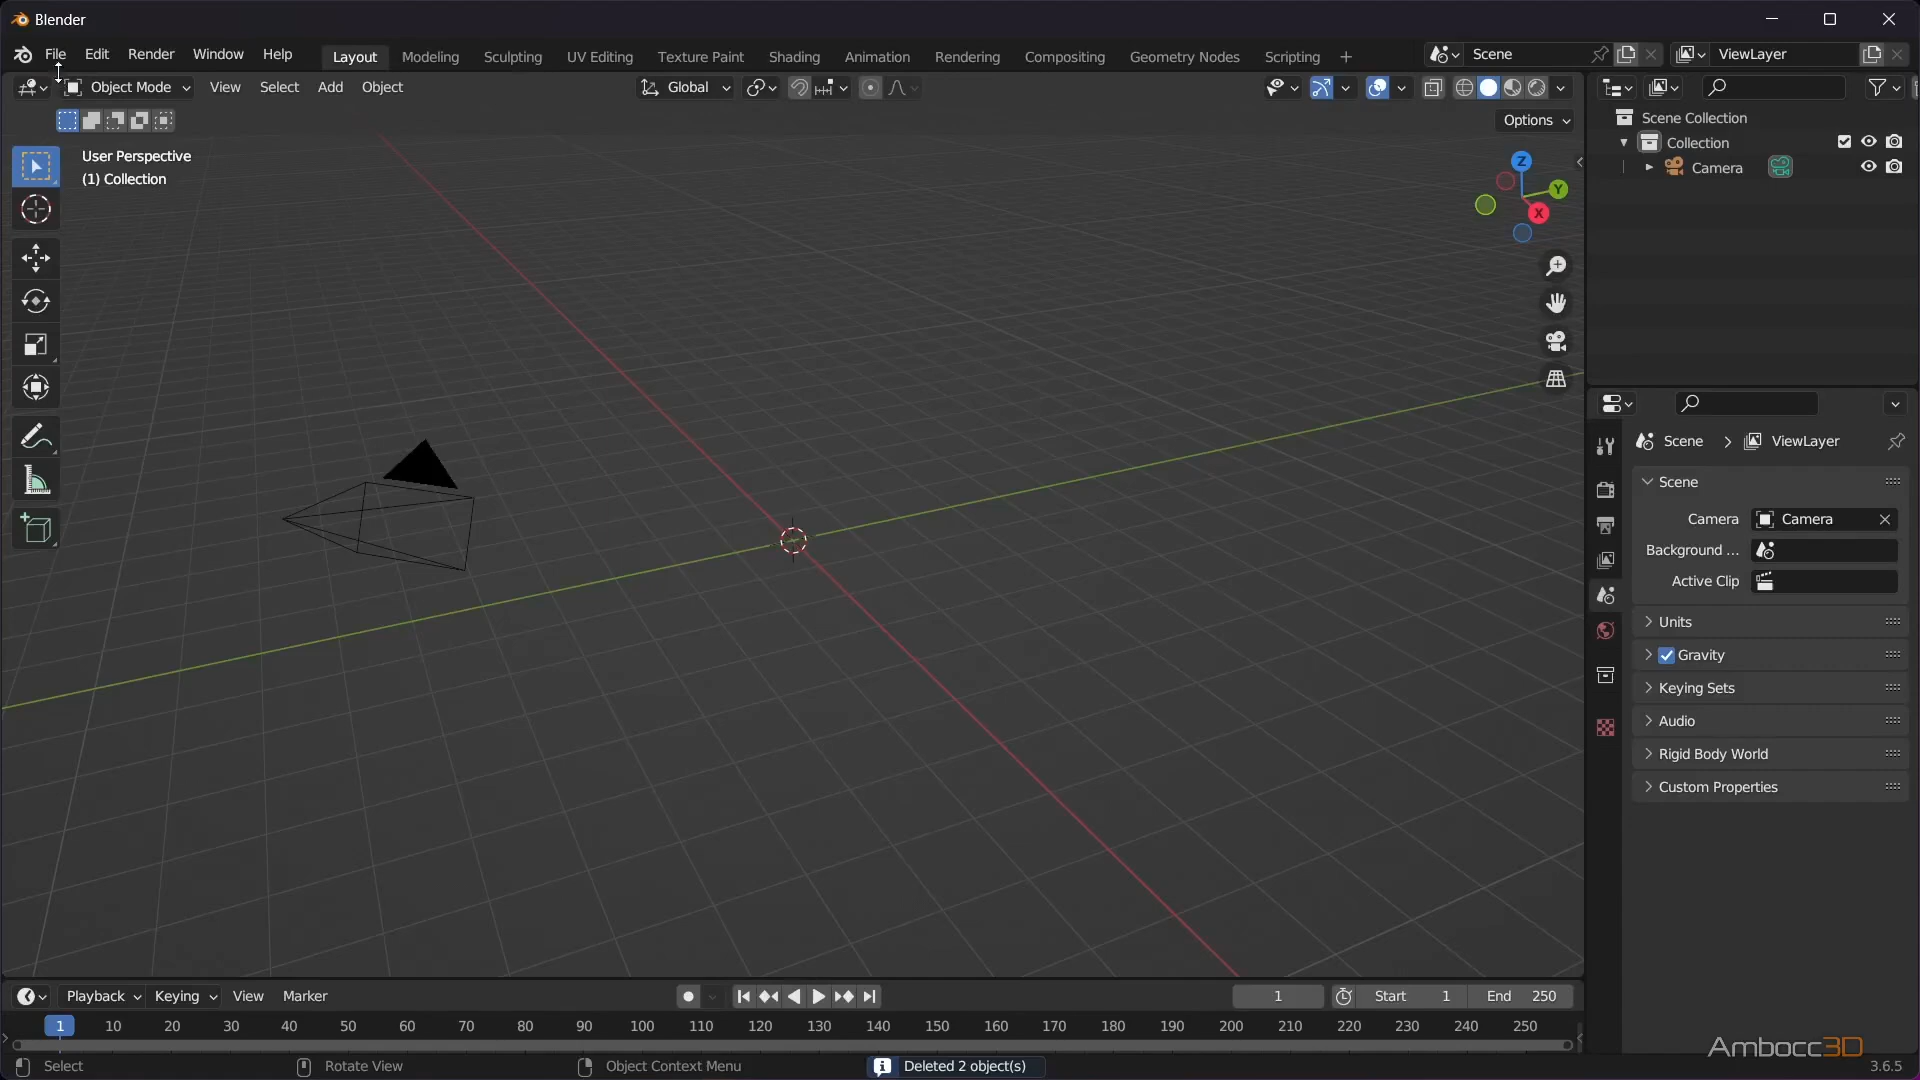 Blender
File Edit Render Window Help Layout Modeling Sculpting UV Editing Texture Paint Shading Animation Rendering Compositing Geometry Nodes Scripting + Scene ViewLayer
Object Mode View Select Add Object Global
Options
User Perspective
(1) Collection
Z
Y
X
Scene Collection
Collection
Camera
Scene > ViewLayer
Scene
Camera Camera
Background ...
Active Clip
Units
Gravity
Keying Sets
Audio
Rigid Body World
Custom Properties
Playback Keying View Marker 1 Start 1 End 250
1 10 20 30 40 50 60 70 80 90 100 110 120 130 140 150 160 170 180 190 200 210 220 230 240 250
Select Rotate View Object Context Menu Deleted 2 object(s)
Ambocc3D
3.6.5